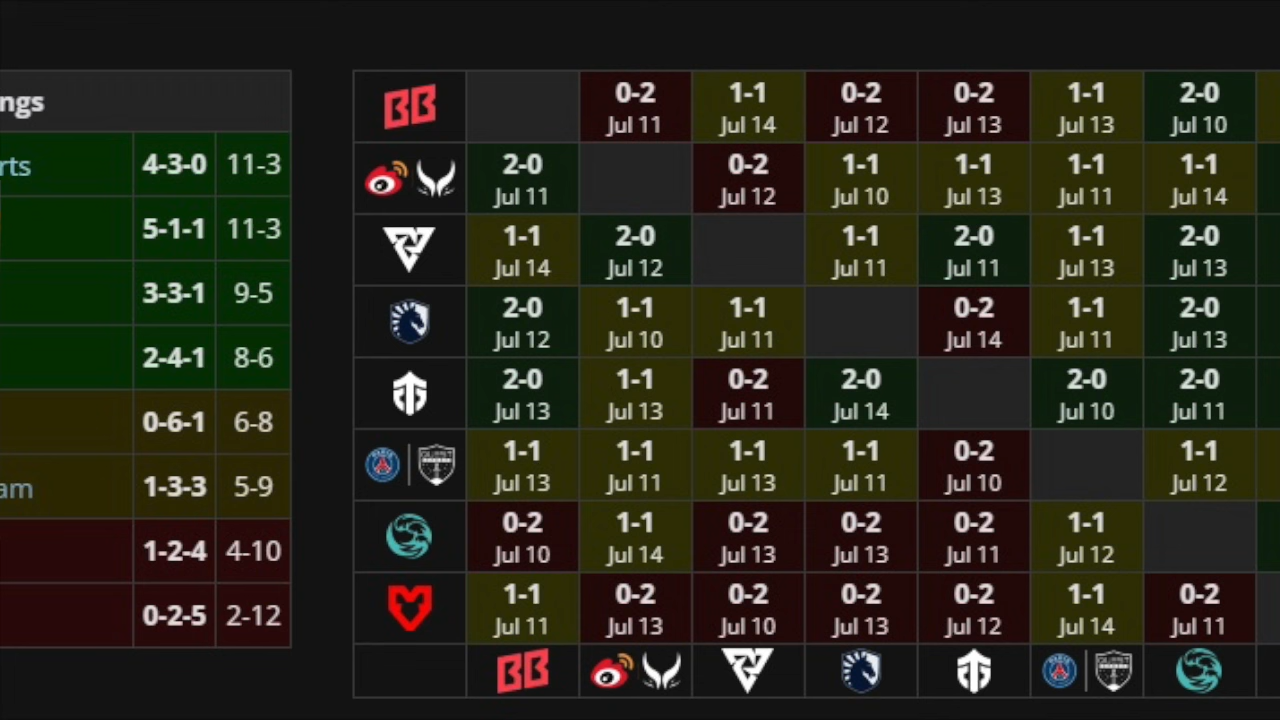 ngs
rts 4-3-0 11-3
5-1-1 11-3
3-3-1 9-5
2-4-1 8-6
0-6-1 6-8
am 1-3-3 5-9
1-2-4 4-10
0-2-5 2-12
BB 0-2 1-1 0-2 0-2 1-1 2-0
Jul 11 Jul 14 Jul 12 Jul 13 Jul 13 Jul 10
2-0 0-2 1-1 1-1 1-1 1-1
Jul 11 Jul 12 Jul 10 Jul 13 Jul 11 Jul 14
1-1 2-0 1-1 2-0 1-1 2-0
Jul 14 Jul 12 Jul 11 Jul 11 Jul 13 Jul 13
2-0 1-1 1-1 0-2 1-1 2-0
Jul 12 Jul 10 Jul 11 Jul 14 Jul 11 Jul 13
2-0 1-1 0-2 2-0 2-0 2-0
Jul 13 Jul 13 Jul 11 Jul 14 Jul 10 Jul 11
1-1 1-1 1-1 1-1 0-2 1-1
Jul 13 Jul 11 Jul 13 Jul 11 Jul 10 Jul 12
0-2 1-1 0-2 0-2 0-2 1-1
Jul 10 Jul 14 Jul 13 Jul 13 Jul 11 Jul 12
1-1 0-2 0-2 0-2 0-2 1-1 0-2
Jul 11 Jul 13 Jul 10 Jul 13 Jul 12 Jul 14 Jul 11
BB